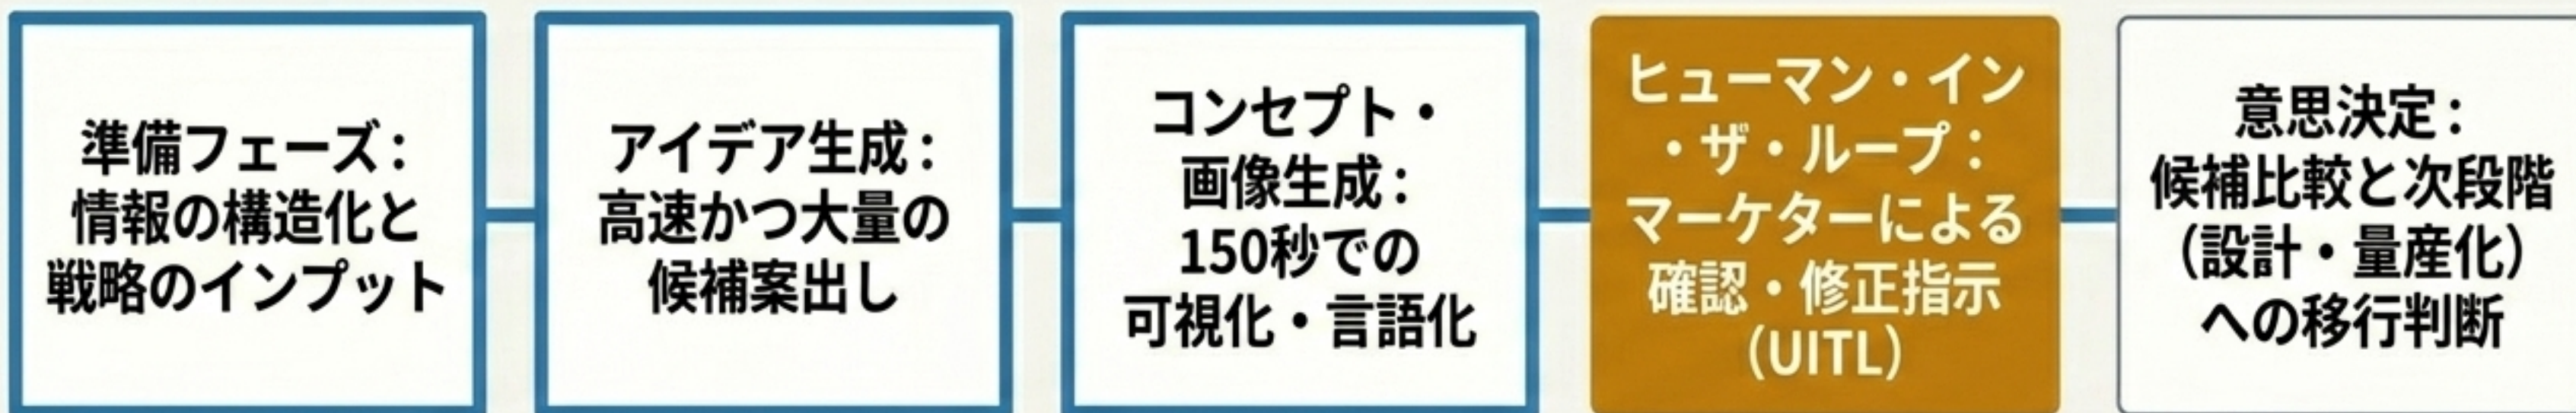 準備フェーズ：
情報の構造化と
戦略のインプット
アイデア生成：
高速かつ大量の
候補案出し
コンセプト・
画像生成：
150秒での
可視化・言語化
ヒューマン・イン
・ザ・ループ：
マーケターによる
確認・修正指示
(UITL)
意思決定：
候補比較と次段階
（設計・量産化）
への移行判断